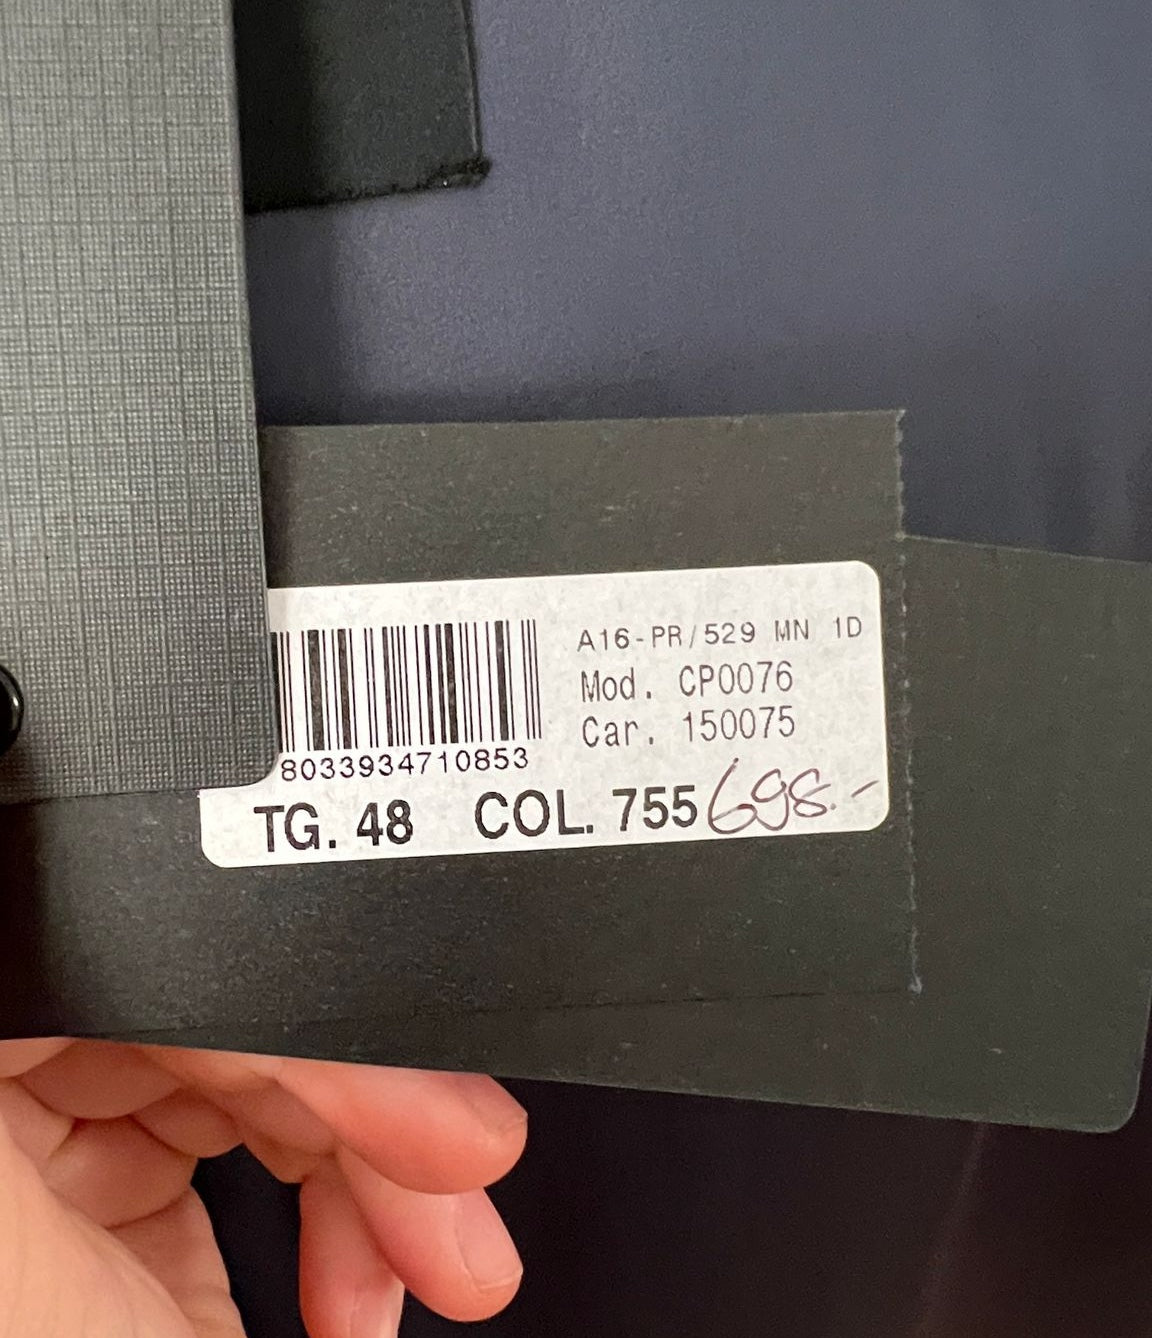 A16-PR/529 MN 1D
Mod. CP0076
Car. 150075
8033934710853
TG. 48 COL. 755 698.-